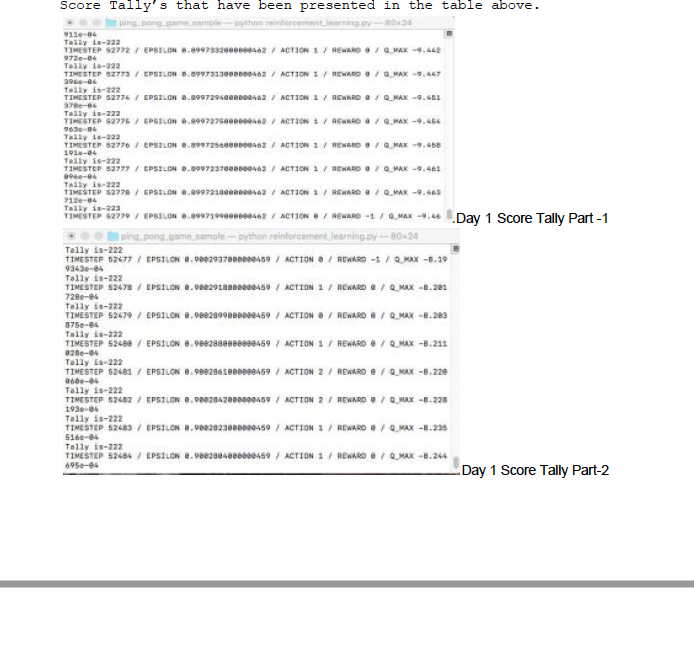 Score Tally's that have been presented in the table above.
ping_pong_game_sample — python reinforcement_learning.py — 80×24
911e-04
Tally is-222
TIMESTEP 52772 / EPSILON 0.8997332000000462 / ACTION 1 / REWARD 0 / Q_MAX -9.442
972e-04
Tally is-222
TIMESTEP 52773 / EPSILON 0.8997313000000462 / ACTION 1 / REWARD 0 / Q_MAX -9.447
396e-04
Tally is-222
TIMESTEP 52774 / EPSILON 0.8997294000000462 / ACTION 1 / REWARD 0 / Q_MAX -9.451
378e-04
Tally is-222
TIMESTEP 52775 / EPSILON 0.8997275000000462 / ACTION 1 / REWARD 0 / Q_MAX -9.454
963e-04
Tally is-222
TIMESTEP 52776 / EPSILON 0.8997256000000462 / ACTION 1 / REWARD 0 / Q_MAX -9.458
191e-04
Tally is-222
TIMESTEP 52777 / EPSILON 0.8997237000000462 / ACTION 1 / REWARD 0 / Q_MAX -9.461
096e-04
Tally is-222
TIMESTEP 52778 / EPSILON 0.8997218000000462 / ACTION 1 / REWARD 0 / Q_MAX -9.463
712e-04
Tally is-223
TIMESTEP 52779 / EPSILON 0.8997199000000462 / ACTION 0 / REWARD -1 / Q_MAX -9.46
Day 1 Score Tally Part -1
ping_pong_game_sample — python reinforcement_learning.py — 80×24
Tally is-222
TIMESTEP 52477 / EPSILON 0.9002937000000459 / ACTION 0 / REWARD -1 / Q_MAX -8.19
9343e-04
Tally is-222
TIMESTEP 52478 / EPSILON 0.9002918000000459 / ACTION 1 / REWARD 0 / Q_MAX -8.201
728e-04
Tally is-222
TIMESTEP 52479 / EPSILON 0.9002899000000459 / ACTION 0 / REWARD 0 / Q_MAX -8.203
875e-04
Tally is-222
TIMESTEP 52480 / EPSILON 0.9002880000000459 / ACTION 1 / REWARD 0 / Q_MAX -8.211
028e-04
Tally is-222
TIMESTEP 52481 / EPSILON 0.9002861000000459 / ACTION 2 / REWARD 0 / Q_MAX -8.220
060e-04
Tally is-222
TIMESTEP 52482 / EPSILON 0.9002842000000459 / ACTION 2 / REWARD 0 / Q_MAX -8.228
193e-04
Tally is-222
TIMESTEP 52483 / EPSILON 0.9002823000000459 / ACTION 1 / REWARD 0 / Q_MAX -8.235
516e-04
Tally is-222
TIMESTEP 52484 / EPSILON 0.9002804000000459 / ACTION 1 / REWARD 0 / Q_MAX -8.244
695e-04
Day 1 Score Tally Part-2